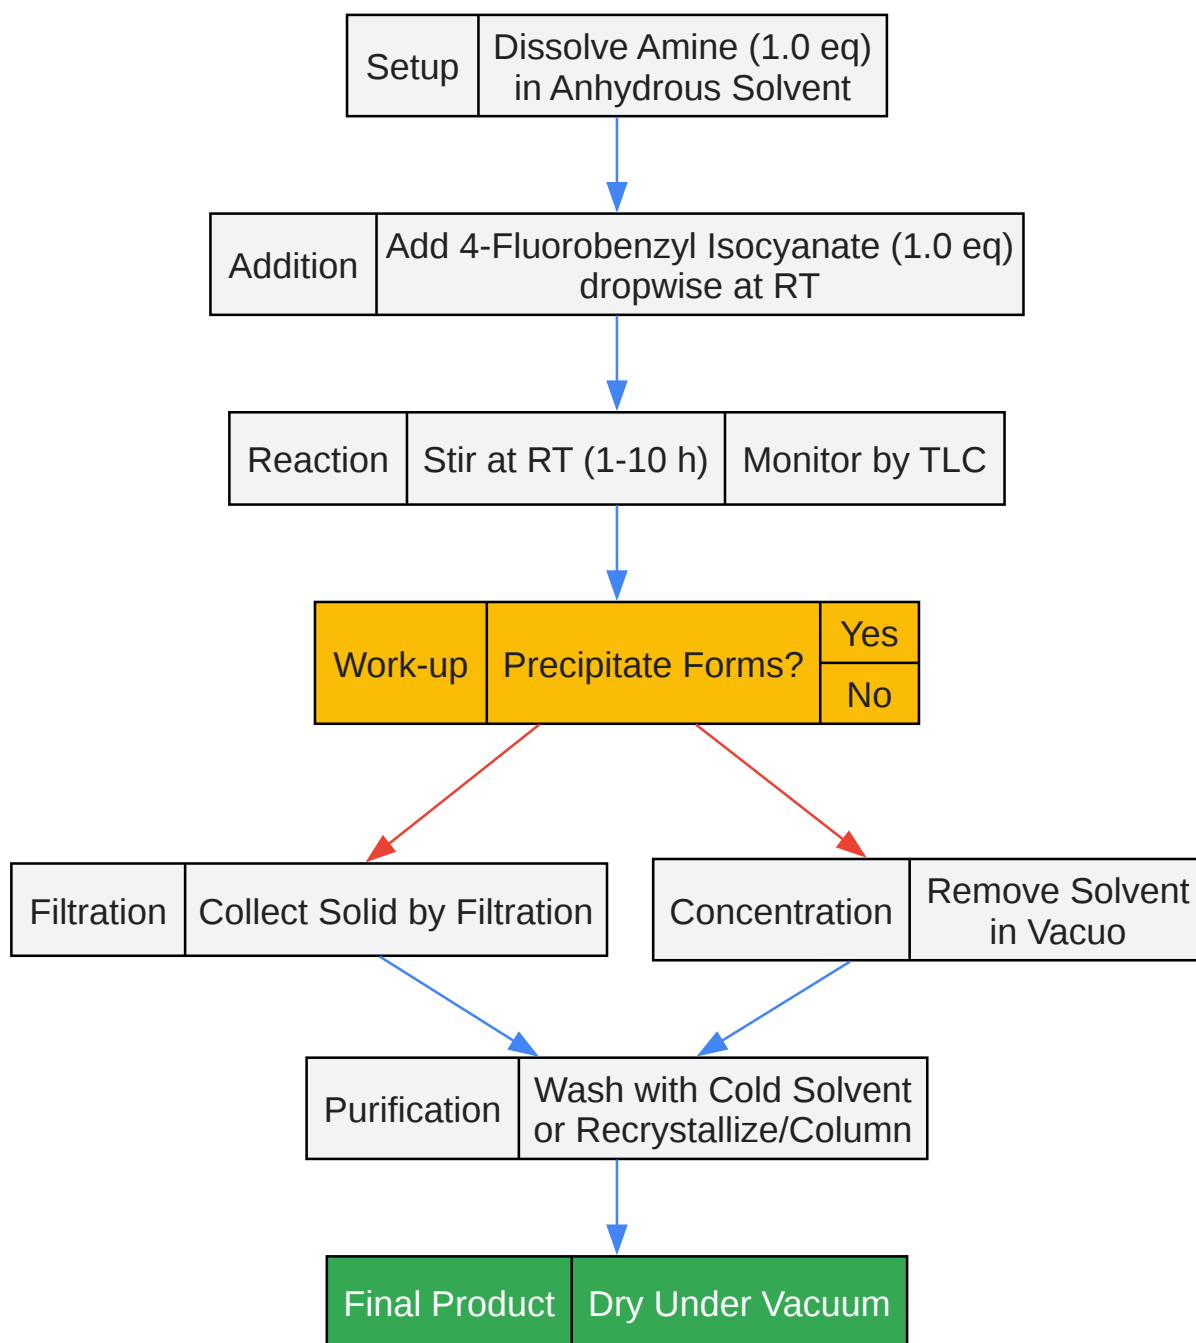 Setup
Dissolve Amine (1.0 eq)
in Anhydrous Solvent
Addition
Add 4-Fluorobenzyl Isocyanate (1.0 eq)
dropwise at RT
Reaction
Stir at RT (1-10 h)
Monitor by TLC
Work-up
Precipitate Forms?
Yes
No
Filtration
Collect Solid by Filtration
Concentration
Remove Solvent
in Vacuo
Purification
Wash with Cold Solvent
or Recrystallize/Column
Final Product
Dry Under Vacuum